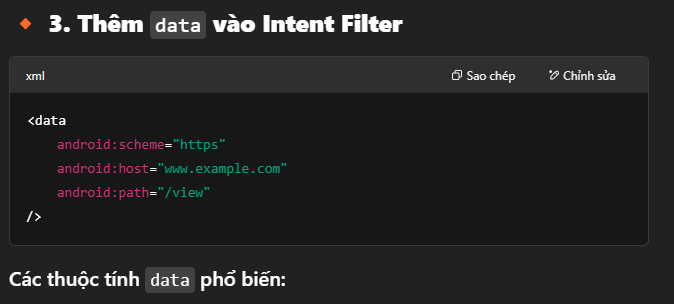 3. Thêm data vào Intent Filter
xml Sao chép Chỉnh sửa
<data
android:scheme="https"
android:host="www.example.com"
android:path="/view"
/>
Các thuộc tính data phổ biến: